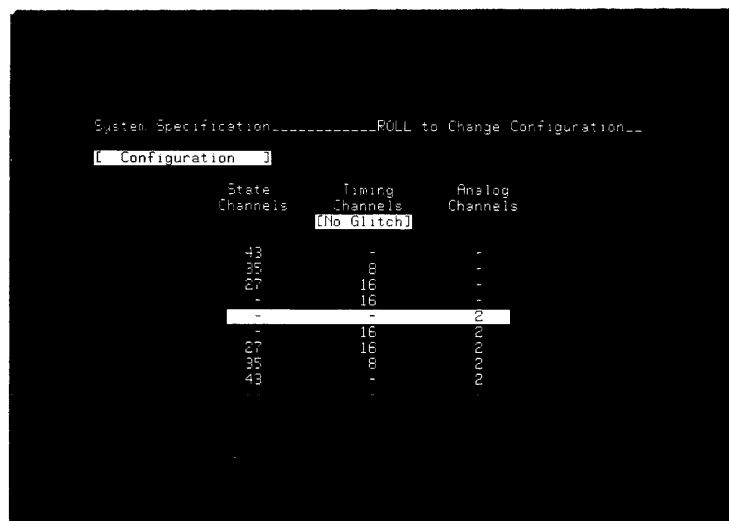 System Specification____________ROLL to Change Configuration__
[ Configuration ]
State Timing Analog
Channels Channels Channels
[No Glitch]
43 - -
35 8 -
27 16 -
- 16 -
- - 2
- 16 2
27 16 2
35 8 2
43 - 2
-- - -